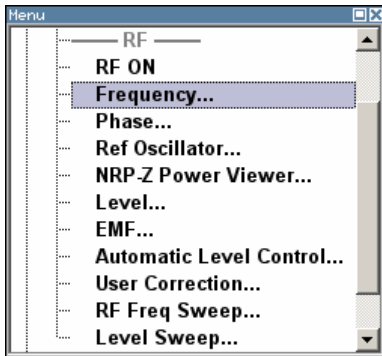 Menu
RF
RF ON
Frequency...
Phase...
Ref Oscillator...
NRP-Z Power Viewer...
Level...
EMF...
Automatic Level Control...
User Correction...
RF Freq Sweep...
Level Sweep...